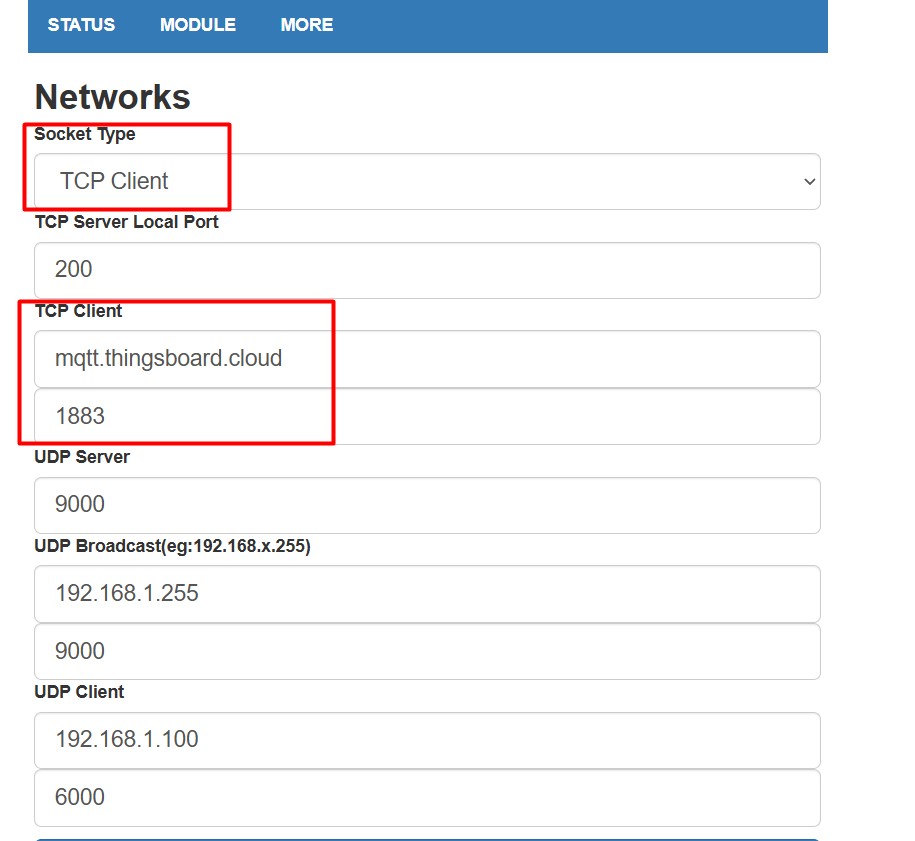 STATUS MODULE MORE
Networks
Socket Type
TCP Client
TCP Server Local Port
200
TCP Client
mqtt.thingsboard.cloud
1883
UDP Server
9000
UDP Broadcast(eg:192.168.x.255)
192.168.1.255
9000
UDP Client
192.168.1.100
6000